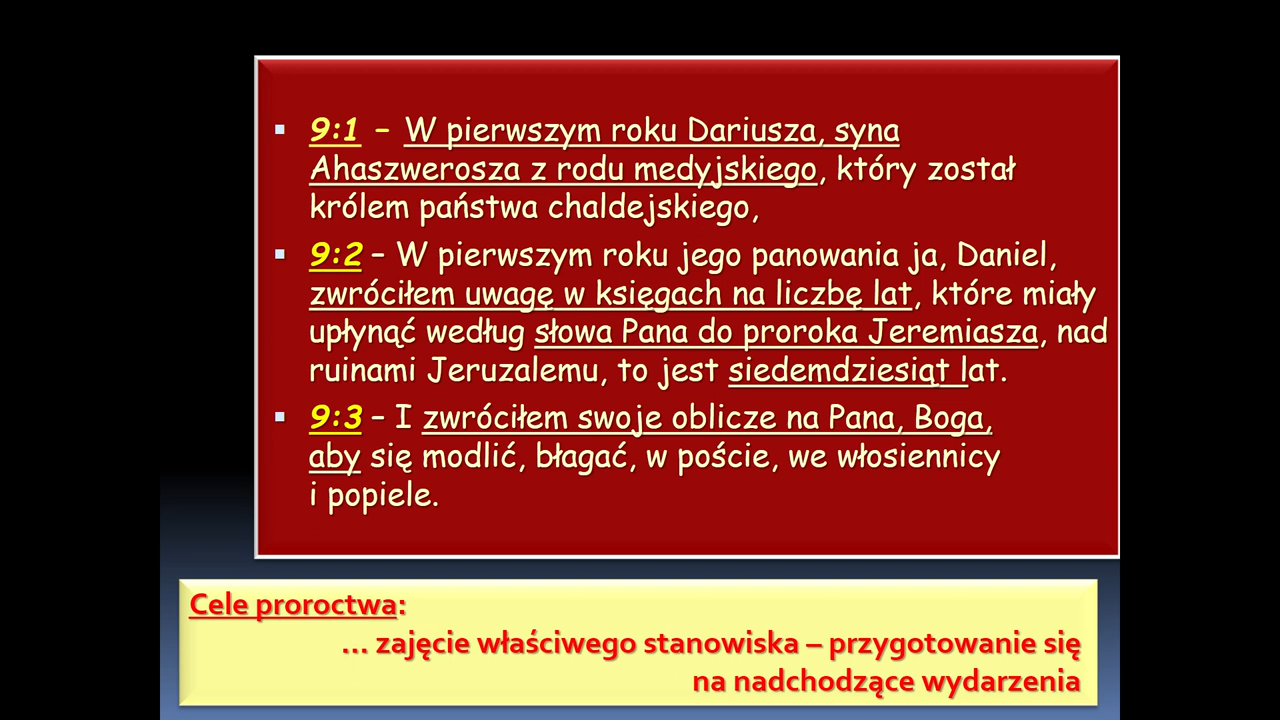 ▪ 9:1 – W pierwszym roku Dariusza, syna
Ahaszwerosza z rodu medyjskiego, który został
królem państwa chaldejskiego,
▪ 9:2 – W pierwszym roku jego panowania ja, Daniel,
zwróciłem uwagę w księgach na liczbę lat, które miały
upłynąć według słowa Pana do proroka Jeremiasza, nad
ruinami Jeruzalemu, to jest siedemdziesiąt lat.
▪ 9:3 – I zwróciłem swoje oblicze na Pana, Boga,
aby się modlić, błagać, w poście, we włosiennicy
i popiele.
Cele proroctwa:
... zajęcie właściwego stanowiska – przygotowanie się
na nadchodzące wydarzenia